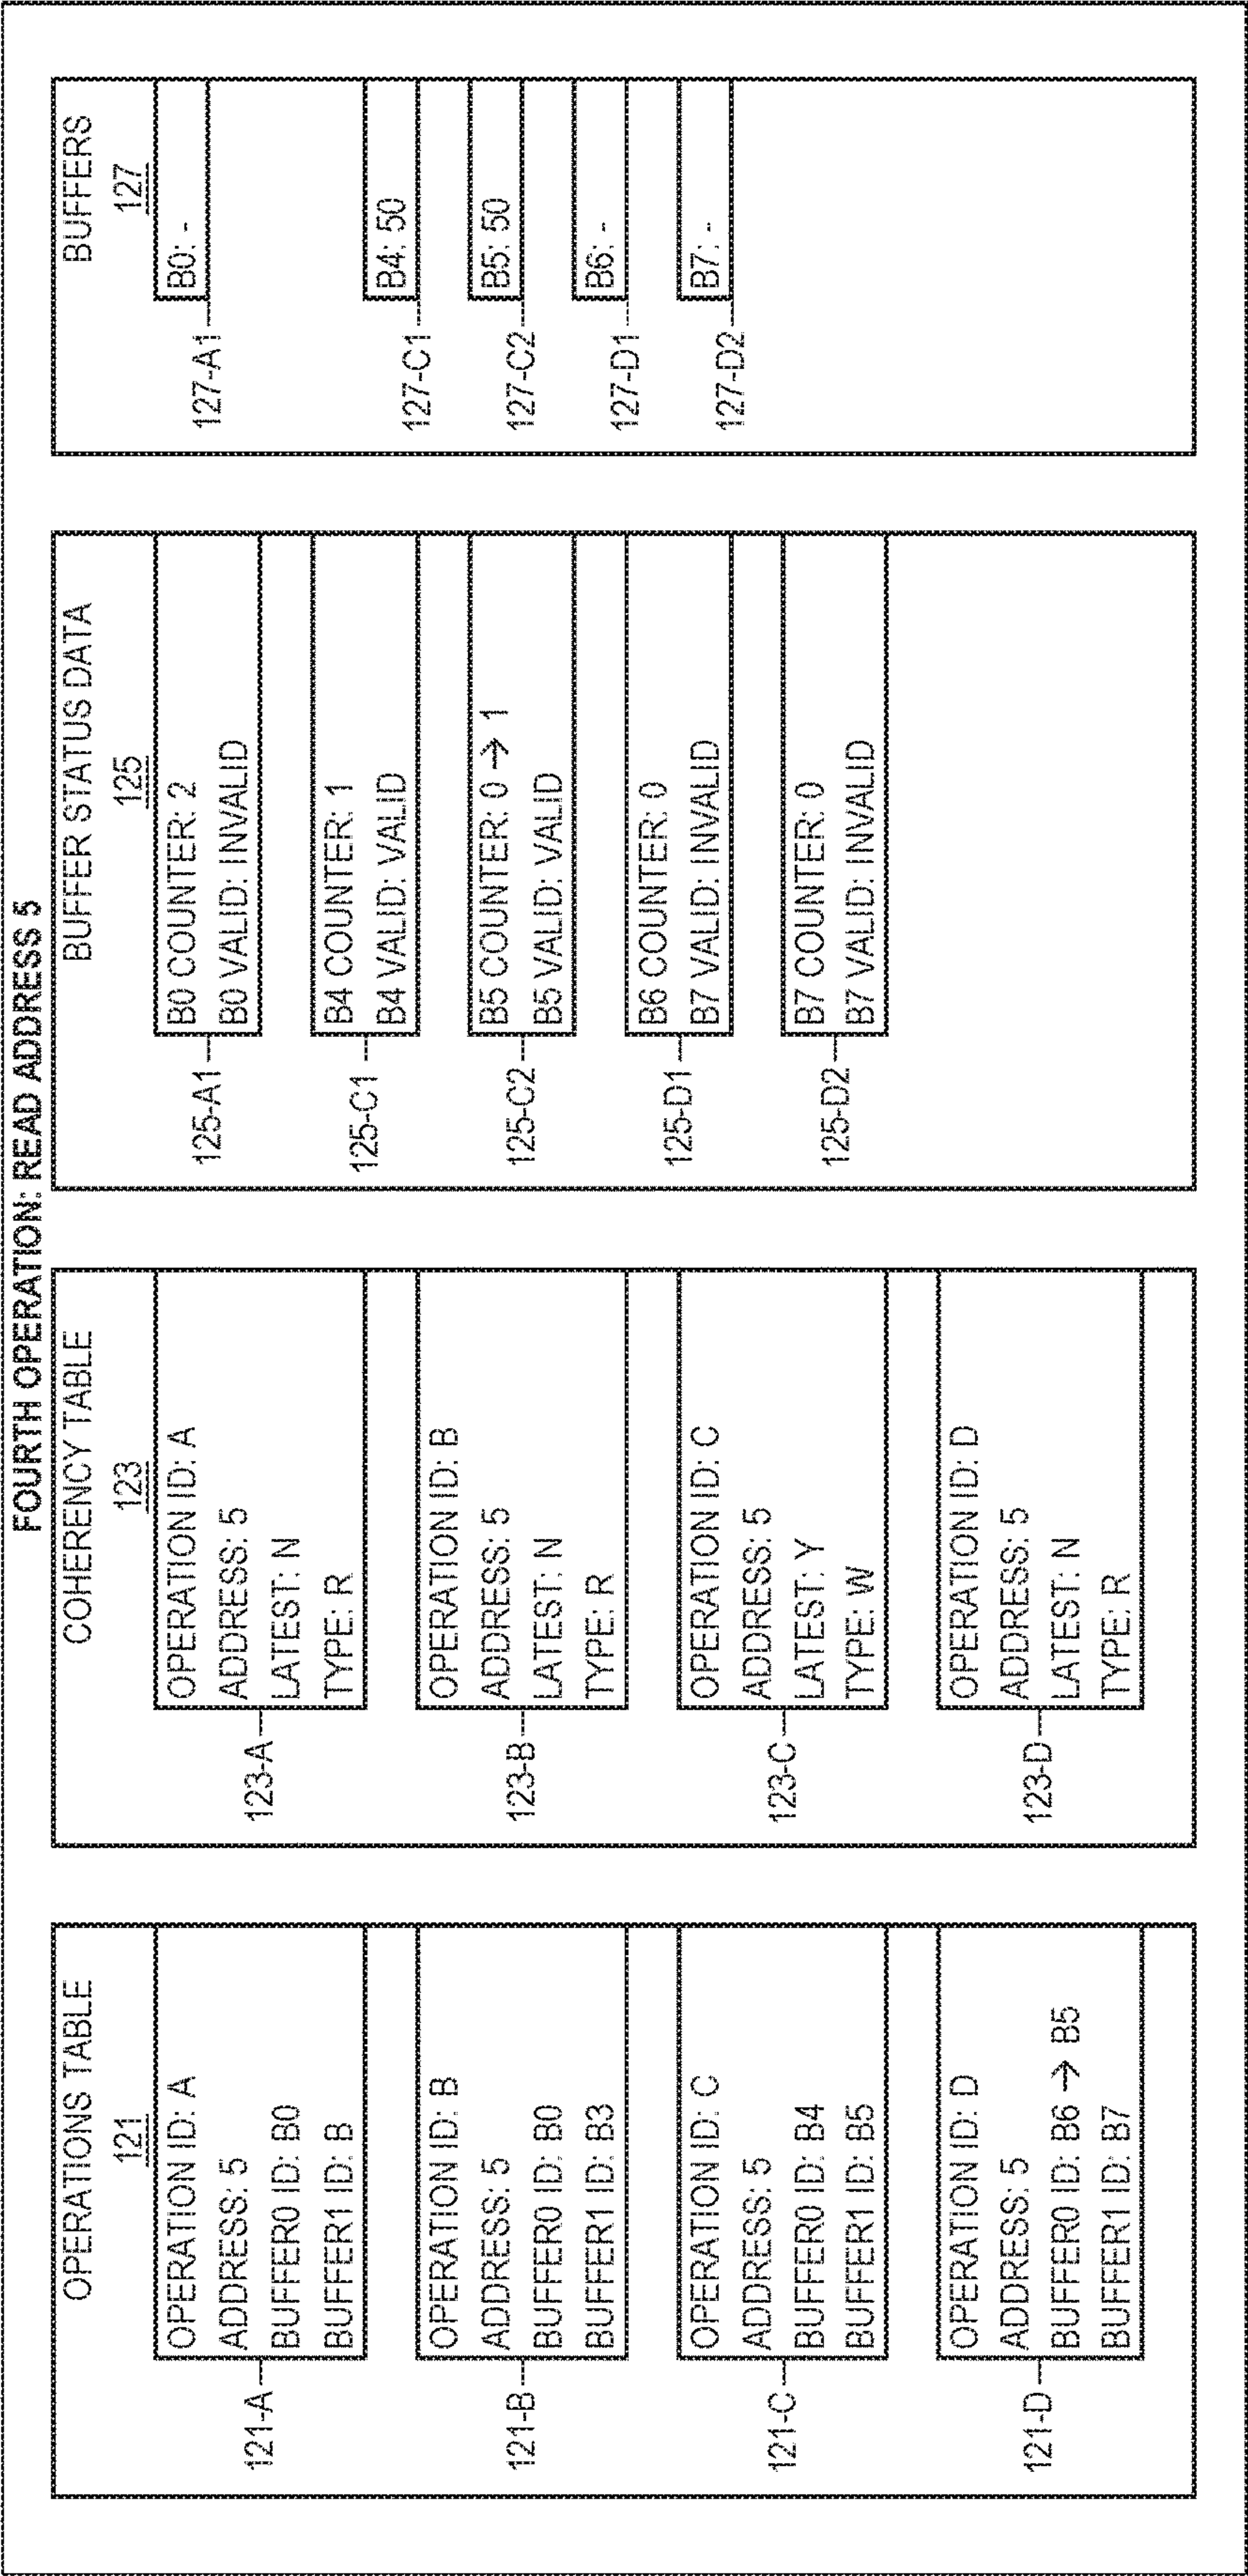 FOURTH OPERATION: READ ADDRESS 5
OPERATIONS TABLE
121
121-A
OPERATION ID: A
ADDRESS: 5
BUFFER0 ID: B0
BUFFER1 ID: B
121-B
OPERATION ID: B
ADDRESS: 5
BUFFER0 ID: B0
BUFFER1 ID: B3
121-C
OPERATION ID: C
ADDRESS: 5
BUFFER0 ID: B4
BUFFER1 ID: B5
121-D
OPERATION ID: D
ADDRESS: 5
BUFFER0 ID: B6 → B5
BUFFER1 ID: B7
COHERENCY TABLE
123
123-A
OPERATION ID: A
ADDRESS: 5
LATEST: N
TYPE: R
123-B
OPERATION ID: B
ADDRESS: 5
LATEST: N
TYPE: R
123-C
OPERATION ID: C
ADDRESS: 5
LATEST: Y
TYPE: W
123-D
OPERATION ID: D
ADDRESS: 5
LATEST: N
TYPE: R
BUFFER STATUS DATA
125
125-A1
B0 COUNTER: 2
B0 VALID: INVALID
125-C1
B4 COUNTER: 1
B4 VALID: VALID
125-C2
B5 COUNTER: 0 → 1
B5 VALID: VALID
125-D1
B6 COUNTER: 0
B7 VALID: INVALID
125-D2
B7 COUNTER: 0
B7 VALID: INVALID
BUFFERS
127
127-A1
B0: -
127-C1
B4: 50
127-C2
B5: 50
127-D1
B6: -
127-D2
B7: -